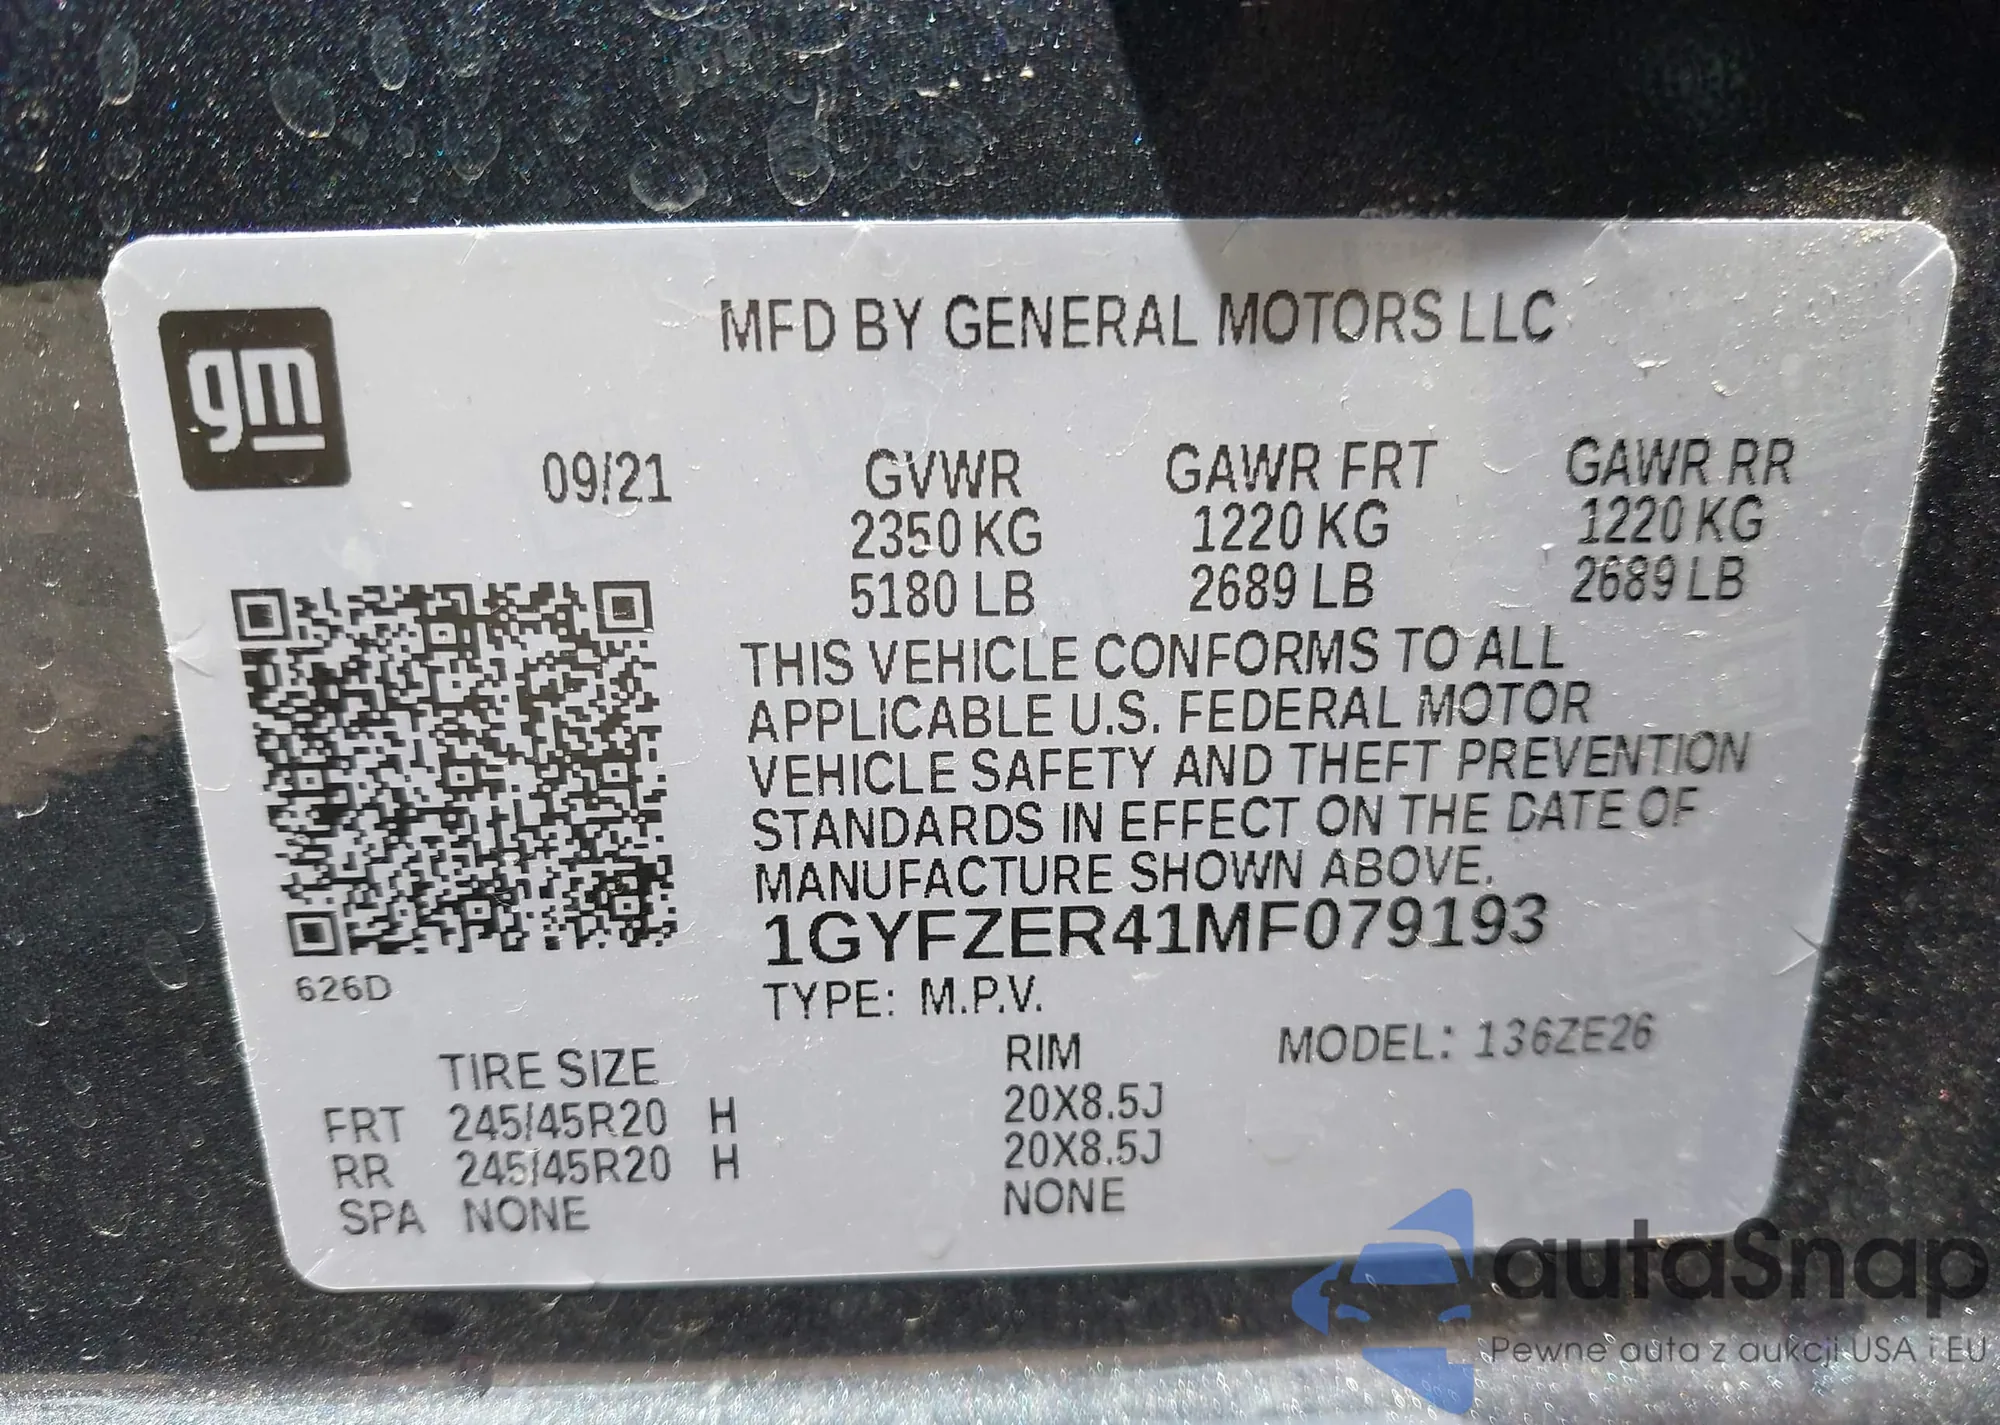 MFD BY GENERAL MOTORS LLC
gm
09/21
GVWR GAWR FRT GAWR RR
2350 KG 1220 KG 1220 KG
5180 LB 2689 LB 2689 LB
THIS VEHICLE CONFORMS TO ALL
APPLICABLE U.S. FEDERAL MOTOR
VEHICLE SAFETY AND THEFT PREVENTION
STANDARDS IN EFFECT ON THE DATE OF
MANUFACTURE SHOWN ABOVE.
1GYFZER41MF079193
626D
TYPE: M.P.V.
MODEL: 136ZE26
TIRE SIZE RIM
FRT 245/45R20 H 20X8.5J
RR 245/45R20 H 20X8.5J
SPA NONE NONE
autaSnap
Pewne auta z aukcji USA i EU